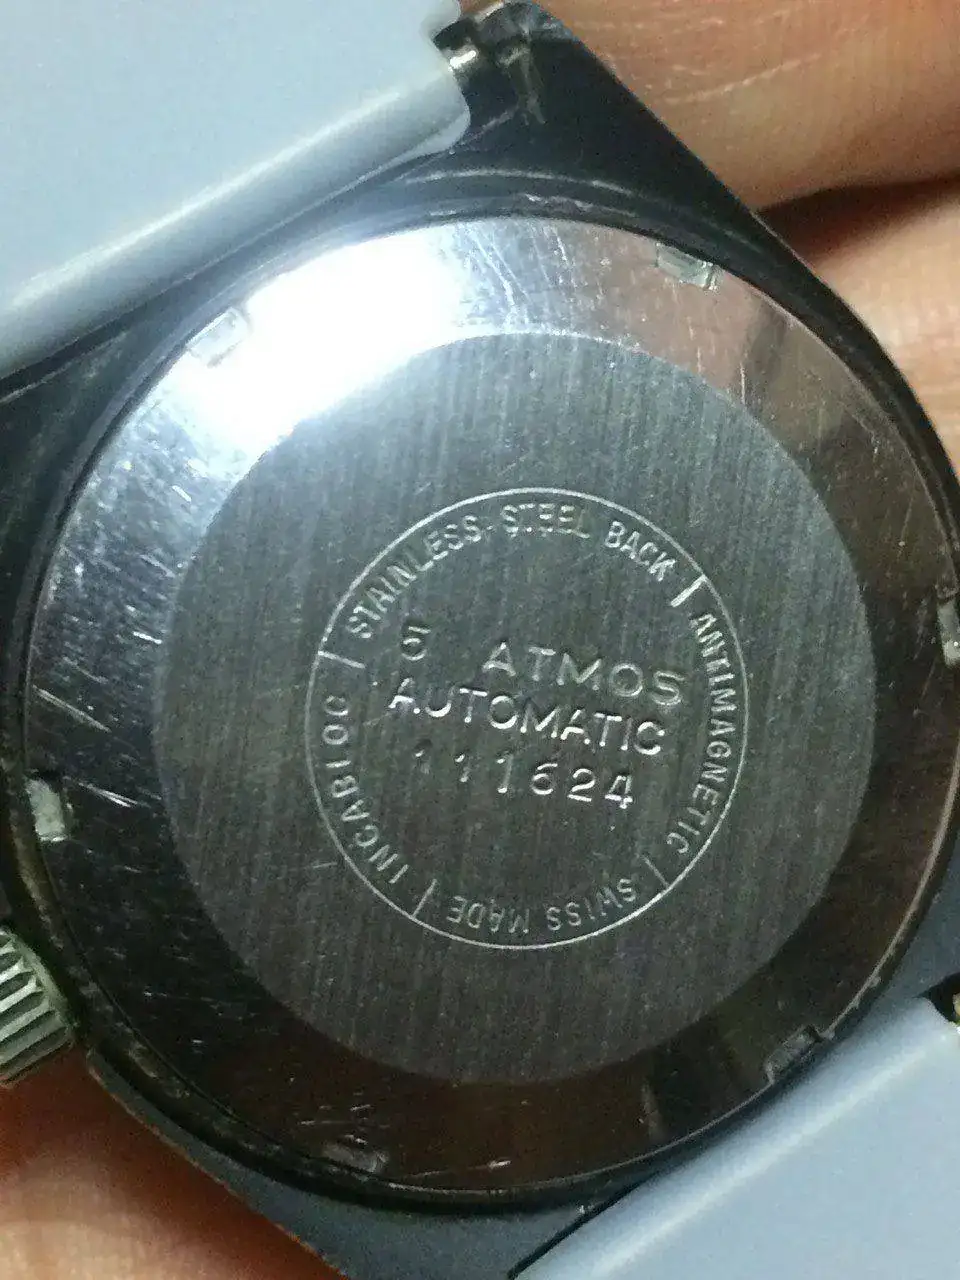 STAINLESS STEEL BACK | ANTIMAGNETIC | SWISS MADE | INCABLOC |
5 ATMOS
AUTOMATIC
111624